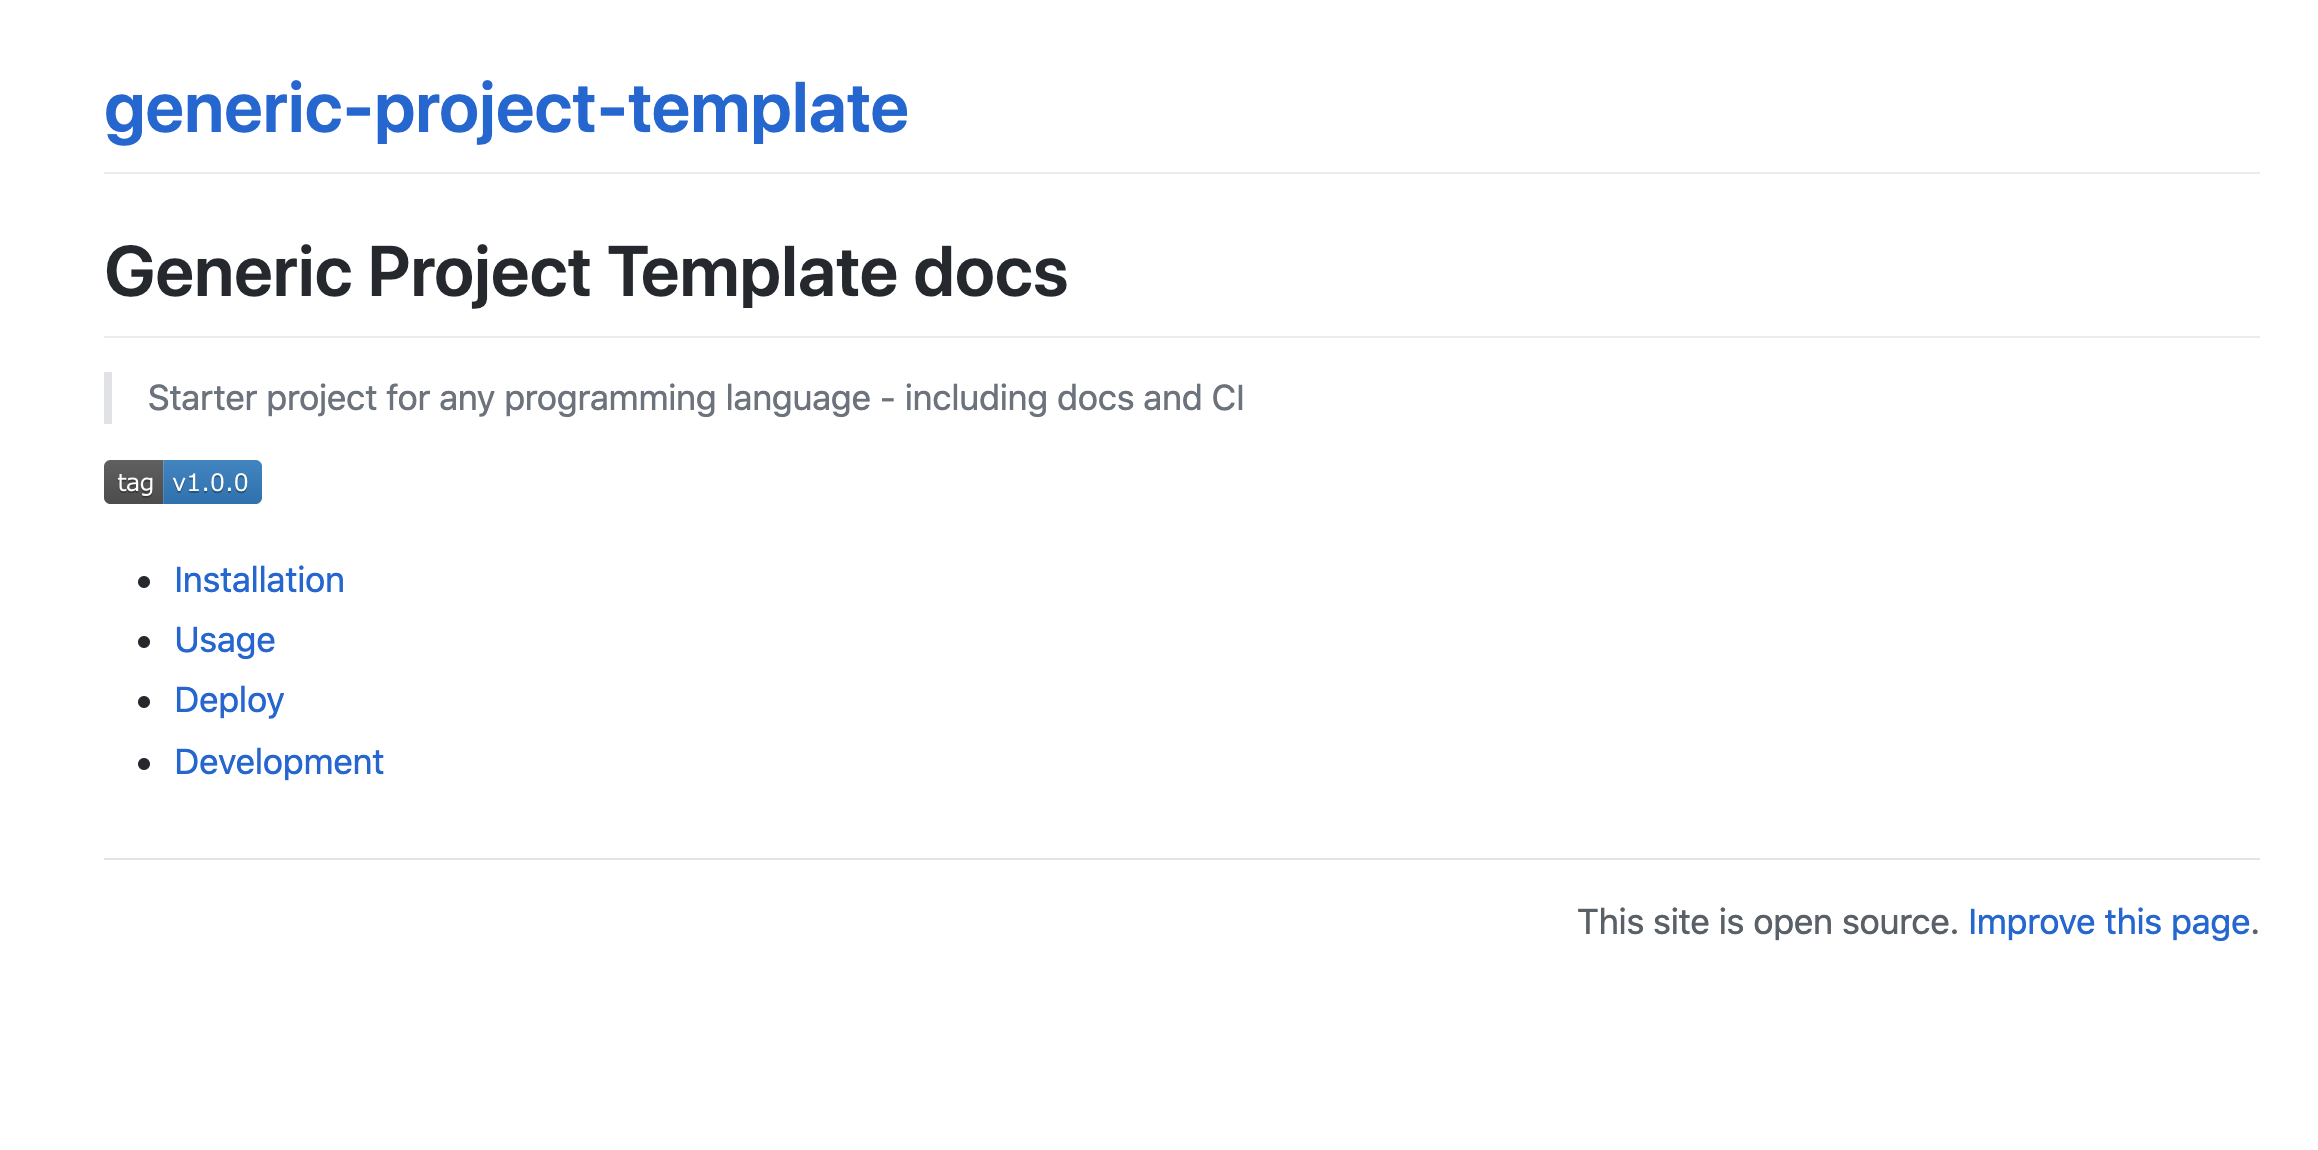 generic-project-template
Generic Project Template docs
Starter project for any programming language - including docs and CI
tag v1.0.0
Installation
Usage
Deploy
Development
This site is open source. Improve this page.